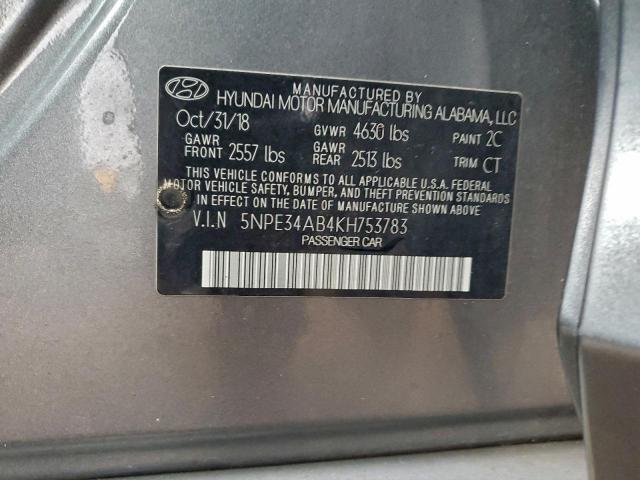 MANUFACTURED BY
HYUNDAI MOTOR MANUFACTURING ALABAMA, LLC
Oct/31/18 GVWR 4630 lbs PAINT 2C
GAWR FRONT 2557 lbs GAWR REAR 2513 lbs TRIM CT
THIS VEHICLE CONFORMS TO ALL APPLICABLE U.S.A. FEDERAL
MOTOR VEHICLE SAFETY, BUMPER, AND THEFT PREVENTION STANDARDS
IN EFFECT ON THE DATE OF MANUFACTURE SHOWN ABOVE.
V.I.N 5NPE34AB4KH753783
PASSENGER CAR